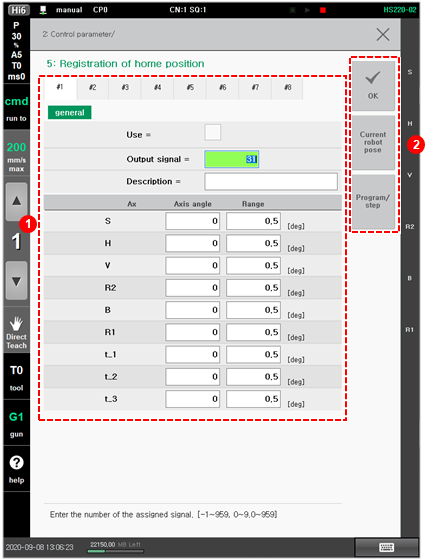 Hi6 manual CP0 CN:1 SQ:1 HS220-02
P
30
%
A5
T0
ms0
cmd
run to
200
mm/s
max
1
Direct
Teach
T0
tool
G1
gun
help
2: Control parameter/
5: Registration of home position
#1 #2 #3 #4 #5 #6 #7 #8
general
Use =
Output signal = 31
Description =
Ax Axis angle Range
S 0 0,5 [deg]
H 0 0,5 [deg]
V 0 0,5 [deg]
R2 0 0,5 [deg]
B 0 0,5 [deg]
R1 0 0,5 [deg]
t_1 0 0,5 [deg]
t_2 0 0,5 [deg]
t_3 0 0,5 [deg]
1
OK
Current
robot
pose
Program/
step
2
S
H
V
R2
B
R1
Enter the number of the assigned signal, [-1~959, 0~9,0~959]
2020-09-08 13:06:23 22150,00 MB Left